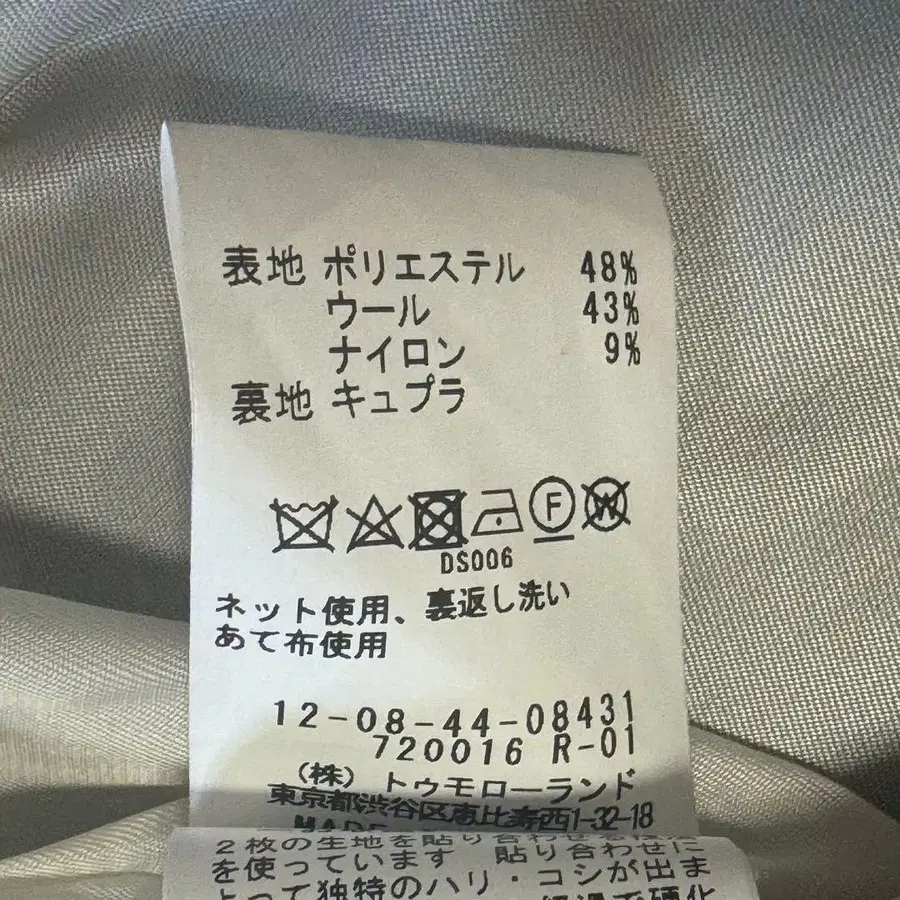 表地 ポリエステル 48%
ウール 43%
ナイロン 9%
裏地 キュプラ
F W
DS006
ネット使用、裏返し洗い
あて布使用
12-08-44-08431
720016 R-01
(株) トゥモローランド
東京都渋谷区恵比寿西1-32-18
MADE
2枚の生地を貼り合わせ
を使っています 貼り合わせに
よって独特のハリ・コシが出ま